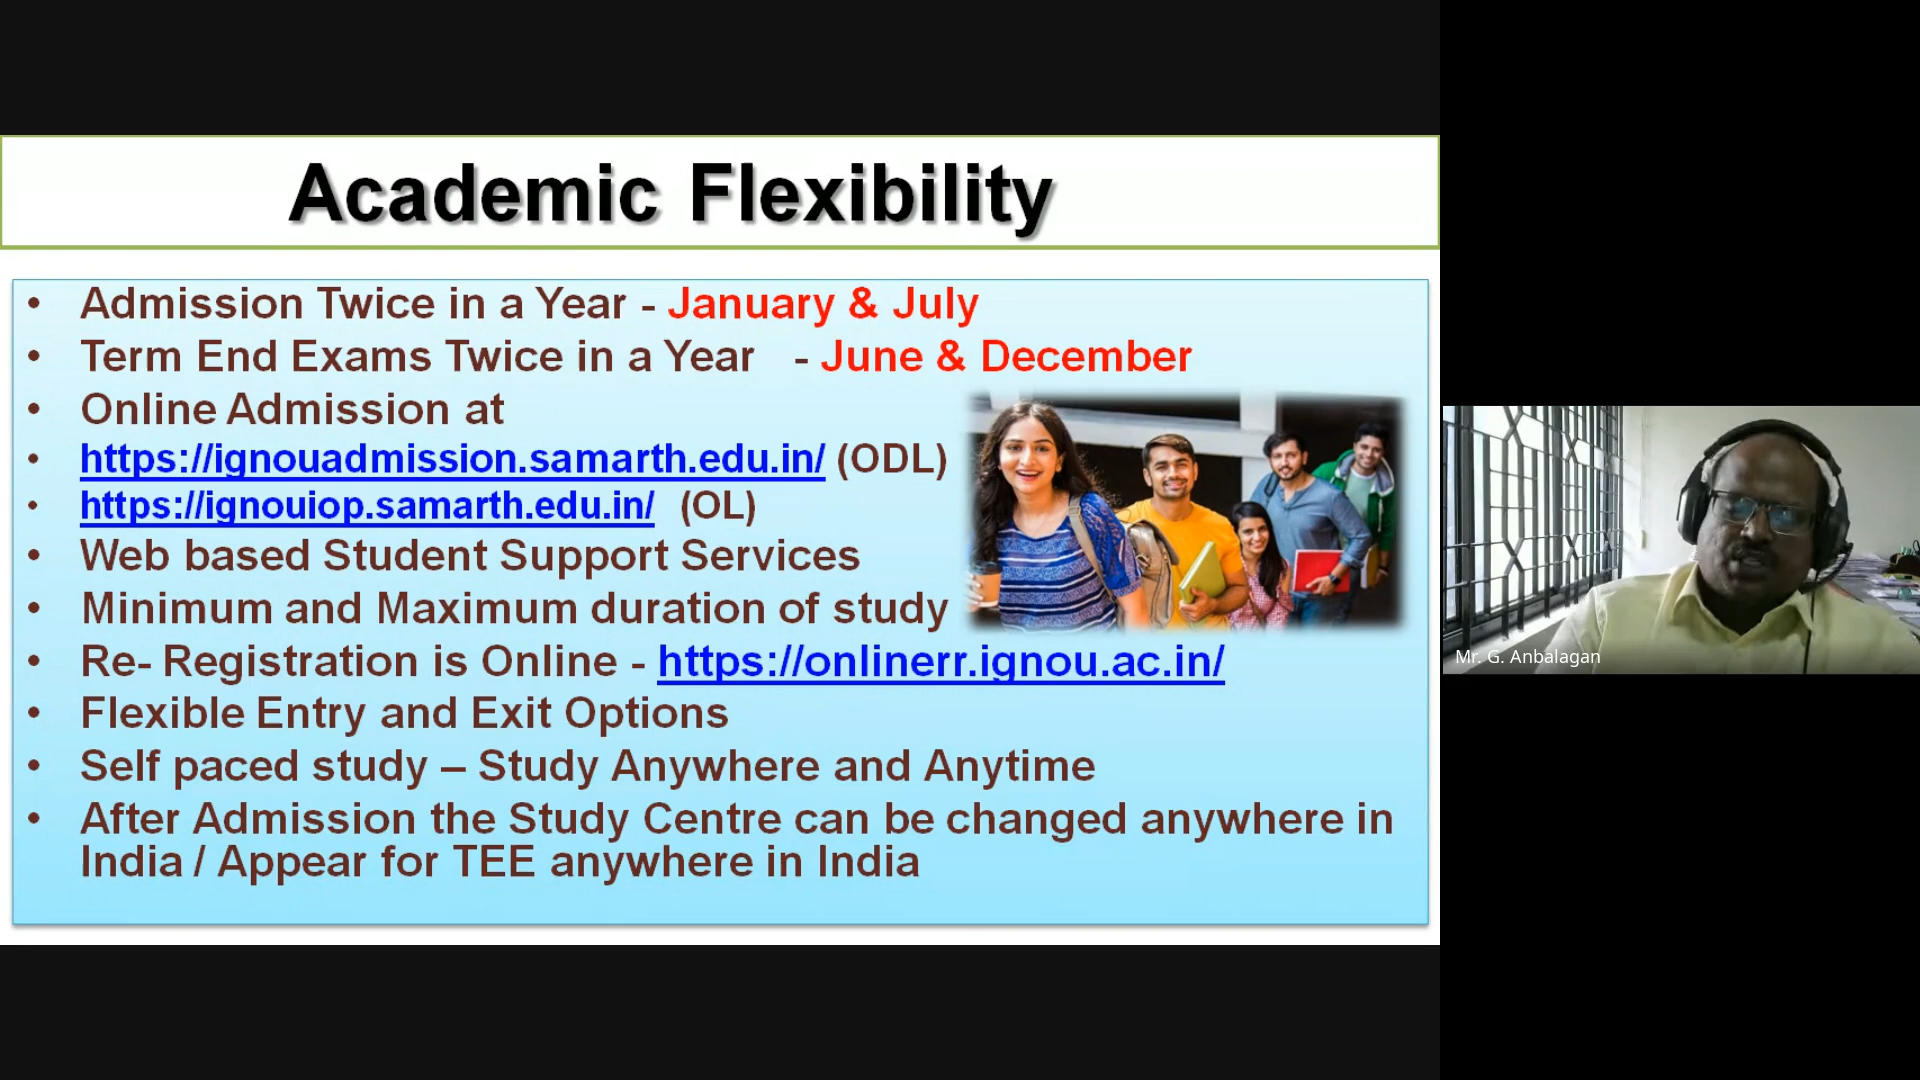 Academic Flexibility
• Admission Twice in a Year - January & July
• Term End Exams Twice in a Year - June & December
• Online Admission at
• https://ignouadmission.samarth.edu.in/ (ODL)
• https://ignouiop.samarth.edu.in/ (OL)
• Web based Student Support Services
• Minimum and Maximum duration of study
• Re- Registration is Online - https://onlinerr.ignou.ac.in/
• Flexible Entry and Exit Options
• Self paced study – Study Anywhere and Anytime
• After Admission the Study Centre can be changed anywhere in
India / Appear for TEE anywhere in India
Mr. G. Anbalagan